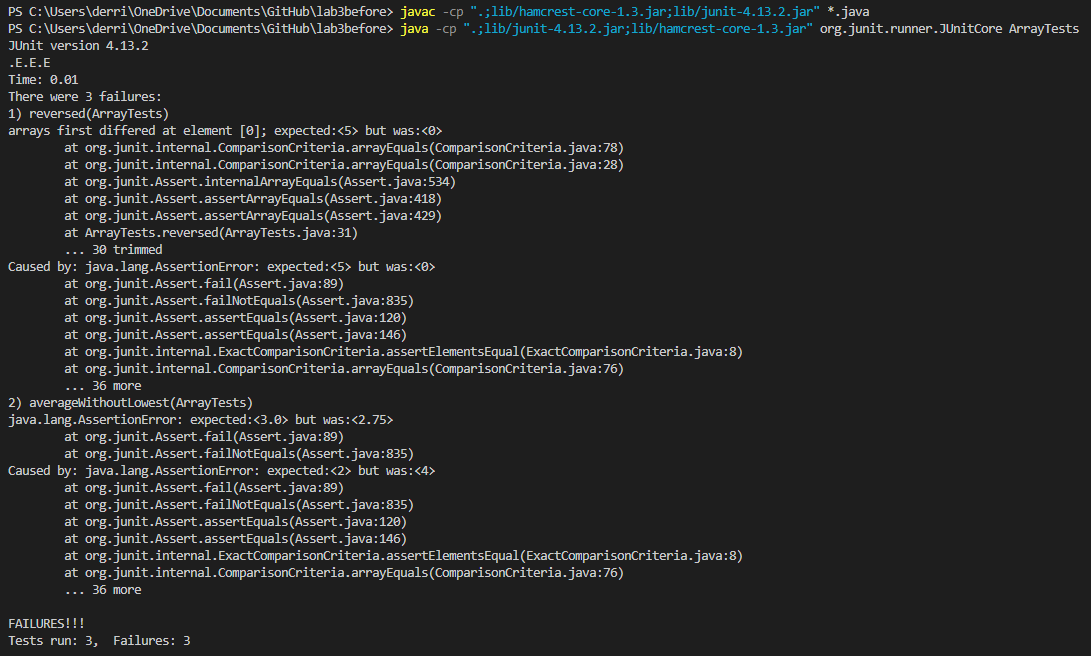 PS C:\Users\derri\OneDrive\Documents\GitHub\lab3before> javac -cp ".;lib/hamcrest-core-1.3.jar;lib/junit-4.13.2.jar" *.java
PS C:\Users\derri\OneDrive\Documents\GitHub\lab3before> java -cp ".;lib/junit-4.13.2.jar;lib/hamcrest-core-1.3.jar" org.junit.runner.JUnitCore ArrayTests
JUnit version 4.13.2
.E.E.E
Time: 0.01
There were 3 failures:
1) reversed(ArrayTests)
arrays first differed at element [0]; expected:<5> but was:<0>
        at org.junit.internal.ComparisonCriteria.arrayEquals(ComparisonCriteria.java:78)
        at org.junit.internal.ComparisonCriteria.arrayEquals(ComparisonCriteria.java:28)
        at org.junit.Assert.internalArrayEquals(Assert.java:534)
        at org.junit.Assert.assertArrayEquals(Assert.java:418)
        at org.junit.Assert.assertArrayEquals(Assert.java:429)
        at ArrayTests.reversed(ArrayTests.java:31)
        ... 30 trimmed
Caused by: java.lang.AssertionError: expected:<5> but was:<0>
        at org.junit.Assert.fail(Assert.java:89)
        at org.junit.Assert.failNotEquals(Assert.java:835)
        at org.junit.Assert.assertEquals(Assert.java:120)
        at org.junit.Assert.assertEquals(Assert.java:146)
        at org.junit.internal.ExactComparisonCriteria.assertElementsEqual(ExactComparisonCriteria.java:8)
        at org.junit.internal.ComparisonCriteria.arrayEquals(ComparisonCriteria.java:76)
        ... 36 more
2) averageWithoutLowest(ArrayTests)
java.lang.AssertionError: expected:<3.0> but was:<2.75>
        at org.junit.Assert.fail(Assert.java:89)
        at org.junit.Assert.failNotEquals(Assert.java:835)
Caused by: java.lang.AssertionError: expected:<2> but was:<4>
        at org.junit.Assert.fail(Assert.java:89)
        at org.junit.Assert.failNotEquals(Assert.java:835)
        at org.junit.Assert.assertEquals(Assert.java:120)
        at org.junit.Assert.assertEquals(Assert.java:146)
        at org.junit.internal.ExactComparisonCriteria.assertElementsEqual(ExactComparisonCriteria.java:8)
        at org.junit.internal.ComparisonCriteria.arrayEquals(ComparisonCriteria.java:76)
        ... 36 more

FAILURES!!!
Tests run: 3,  Failures: 3